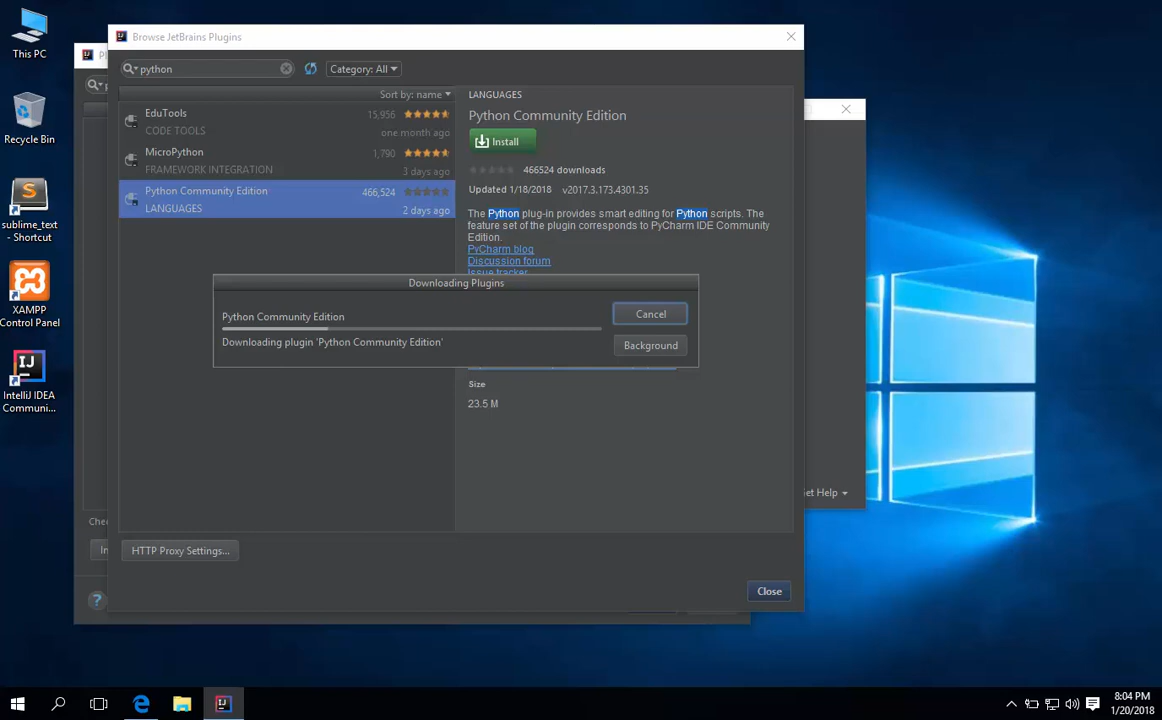 This PC
Recycle Bin
sublime_text
- Shortcut
XAMPP
Control Panel
IntelliJ IDEA
Communi...
Browse JetBrains Plugins
python
Category: All
Sort by: name
EduTools
15,956
CODE TOOLS
one month ago
MicroPython
1,790
FRAMEWORK INTEGRATION
3 days ago
Python Community Edition
466,524
LANGUAGES
2 days ago
LANGUAGES
Python Community Edition
Install
466524 downloads
Updated 1/18/2018 v2017.3.173.4301.35
The Python plug-in provides smart editing for Python scripts. The
feature set of the plugin corresponds to PyCharm IDE Community
Edition.
PyCharm blog
Discussion forum
Issue tracker
Downloading Plugins
Python Community Edition
Cancel
Downloading plugin 'Python Community Edition'
Background
Size
23.5 M
et Help
Chec
In
HTTP Proxy Settings...
?
Close
8:04 PM
1/20/2018